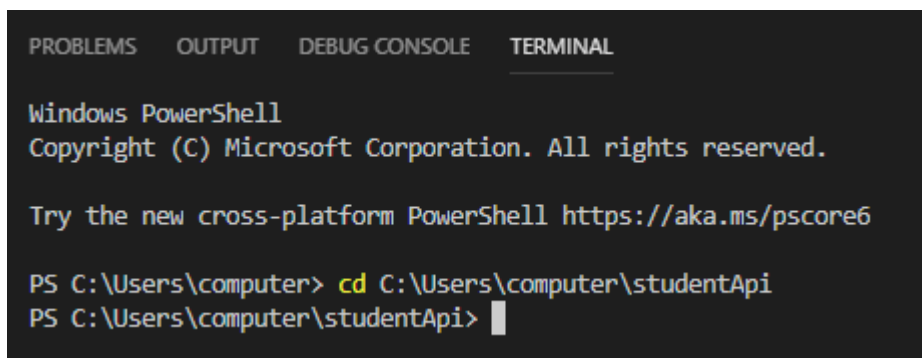 PROBLEMS OUTPUT DEBUG CONSOLE TERMINAL
Windows PowerShell
Copyright (C) Microsoft Corporation. All rights reserved.
Try the new cross-platform PowerShell https://aka.ms/pscore6
PS C:\Users\computer> cd C:\Users\computer\studentApi
PS C:\Users\computer\studentApi>